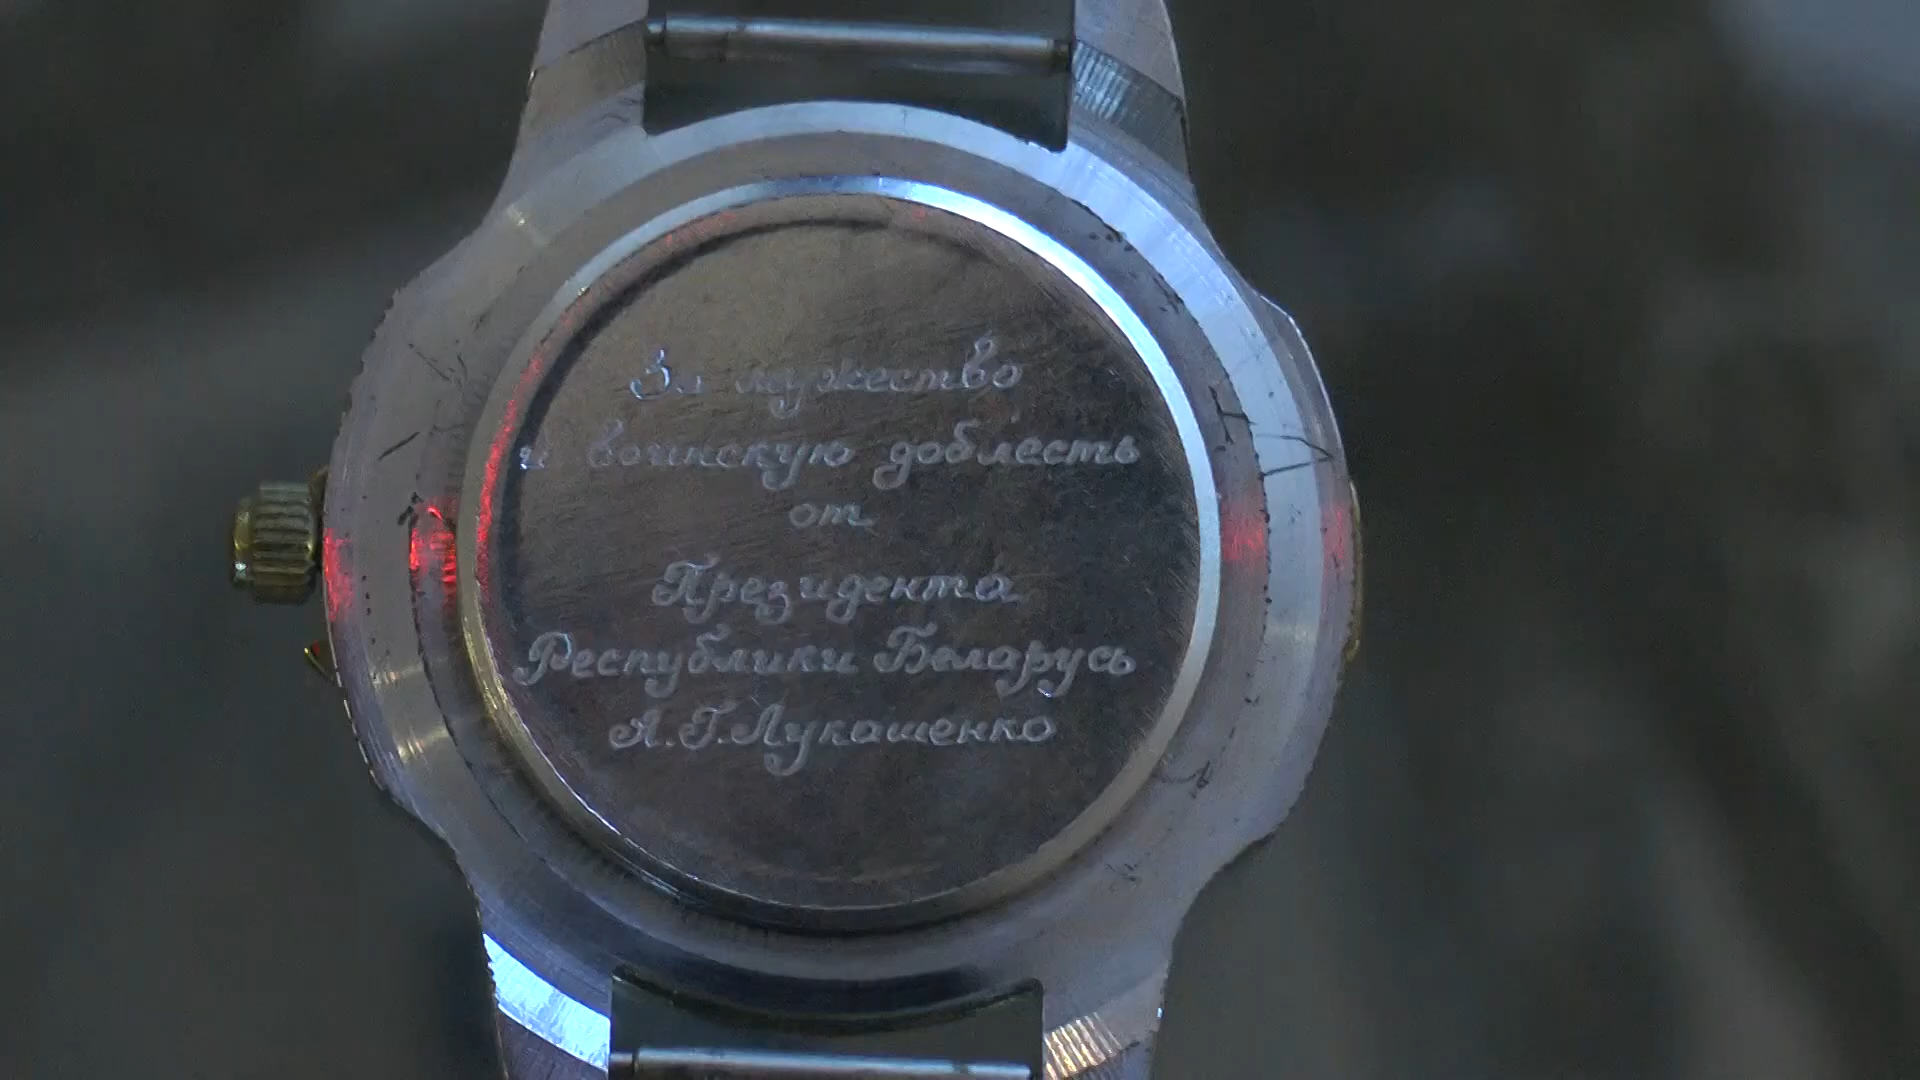 За мужество
и воинскую доблесть
от
Президента
Республики Беларусь
А.Г.Лукашенко